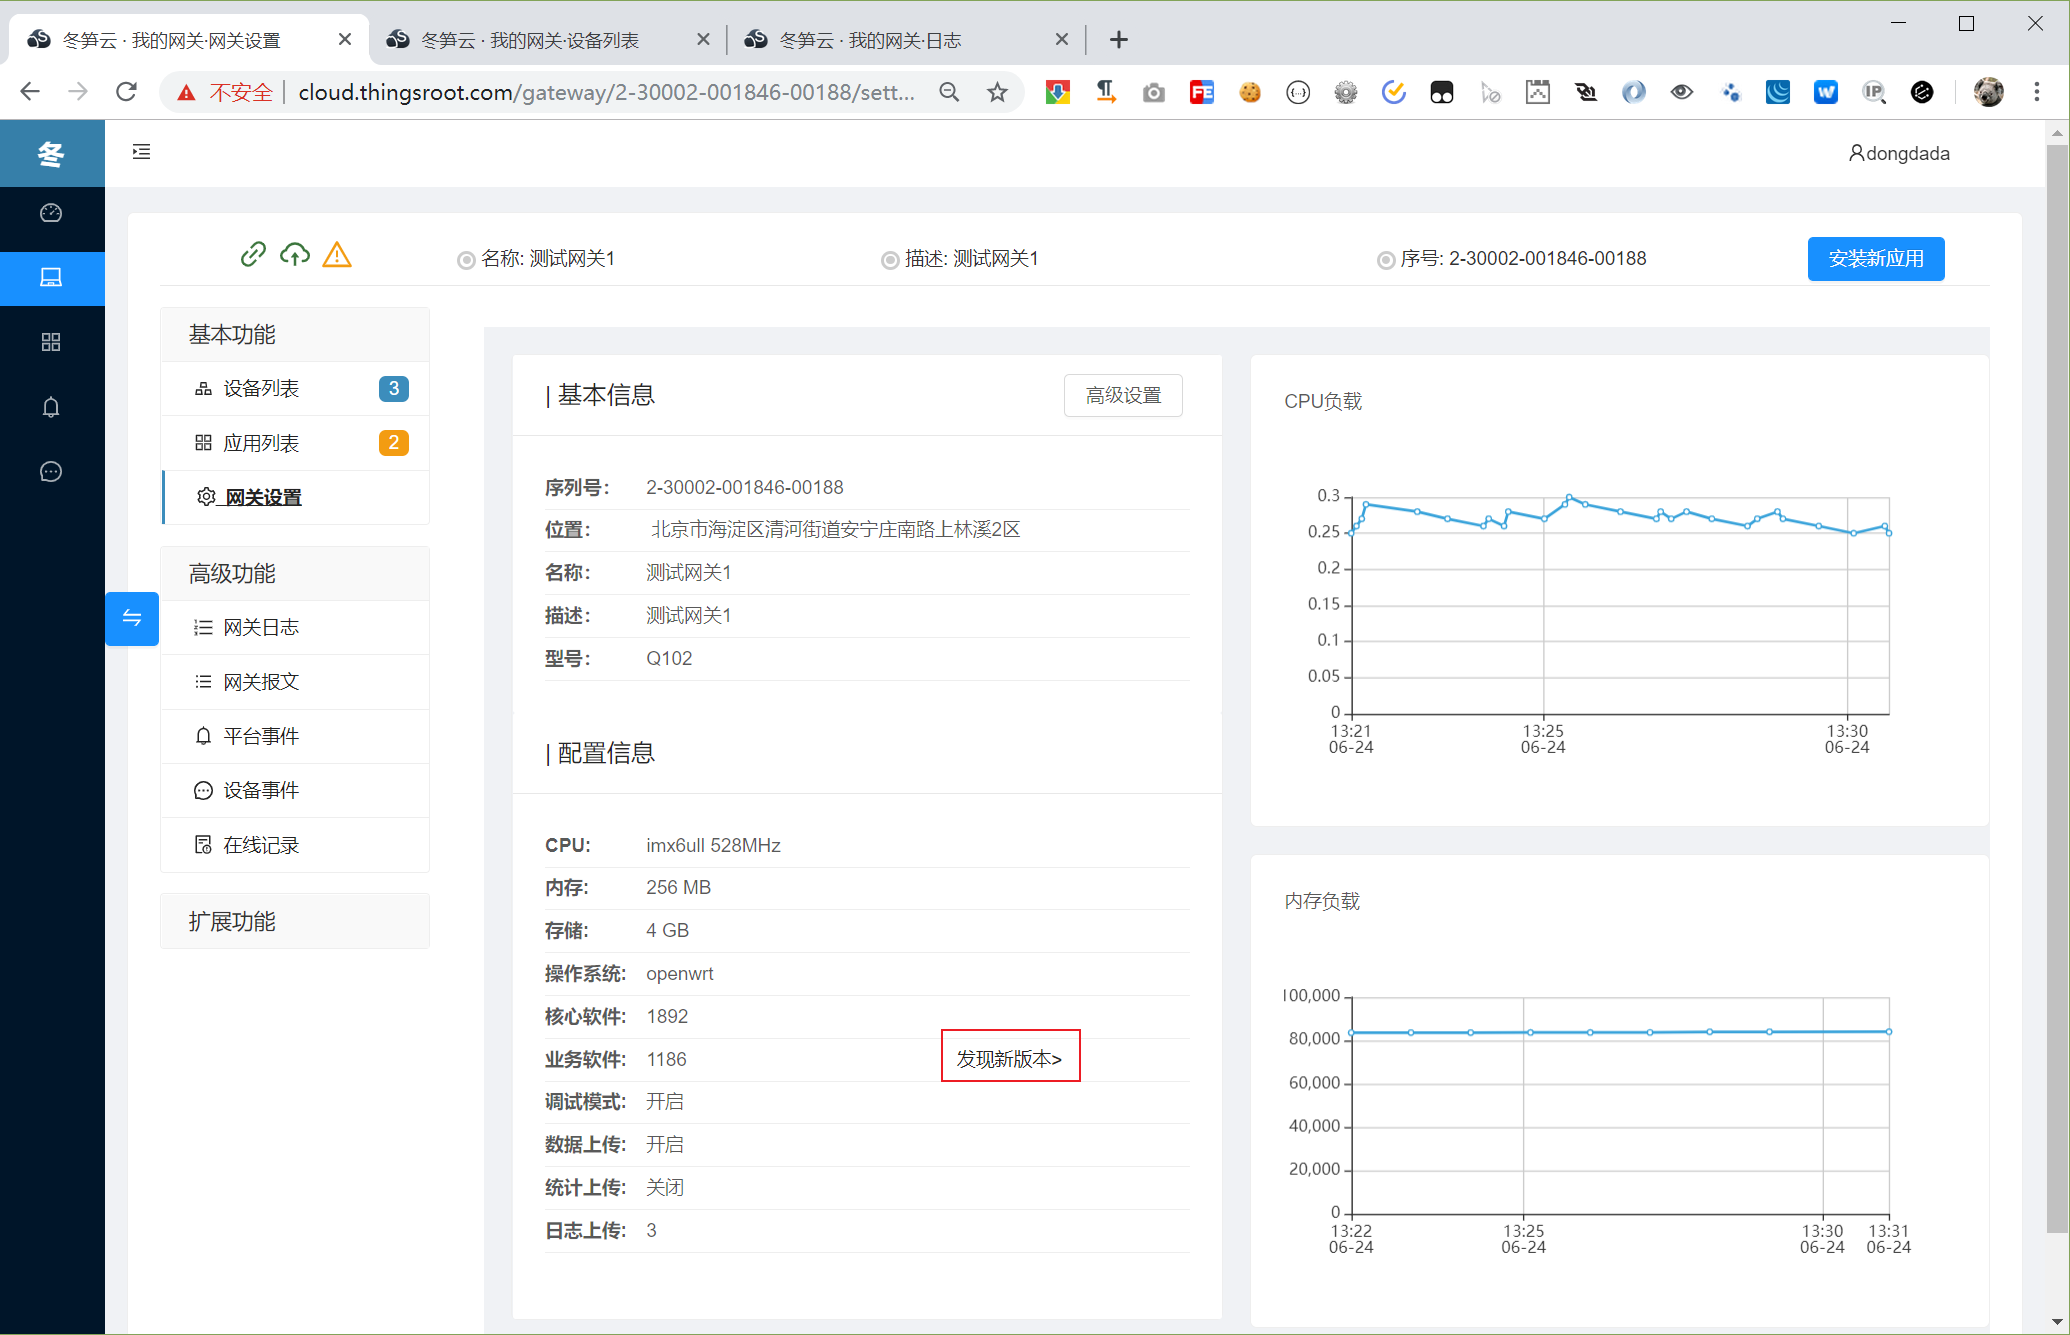 冬笋云 · 我的网关·网关设置
冬笋云 · 我的网关·设备列表
冬笋云 · 我的网关·日志
不安全
cloud.thingsroot.com/gateway/2-30002-001846-00188/sett...
冬
dongdada
名称: 测试网关1
描述: 测试网关1
序号: 2-30002-001846-00188
安装新应用
基本功能
设备列表 3
应用列表 2
网关设置
高级功能
网关日志
网关报文
平台事件
设备事件
在线记录
扩展功能
| 基本信息
高级设置
序列号: 2-30002-001846-00188
位置: 北京市海淀区清河街道安宁庄南路上林溪2区
名称: 测试网关1
描述: 测试网关1
型号: Q102
| 配置信息
CPU: imx6ull 528MHz
内存: 256 MB
存储: 4 GB
操作系统: openwrt
核心软件: 1892
业务软件: 1186 发现新版本>
调试模式: 开启
数据上传: 开启
统计上传: 关闭
日志上传: 3
CPU负载
0.3
0.25
0.2
0.15
0.1
0.05
0
13:21 13:25 13:30
06-24 06-24 06-24
内存负载
100,000
80,000
60,000
40,000
20,000
0
13:22 13:25 13:30 13:31
06-24 06-24 06-24 06-24